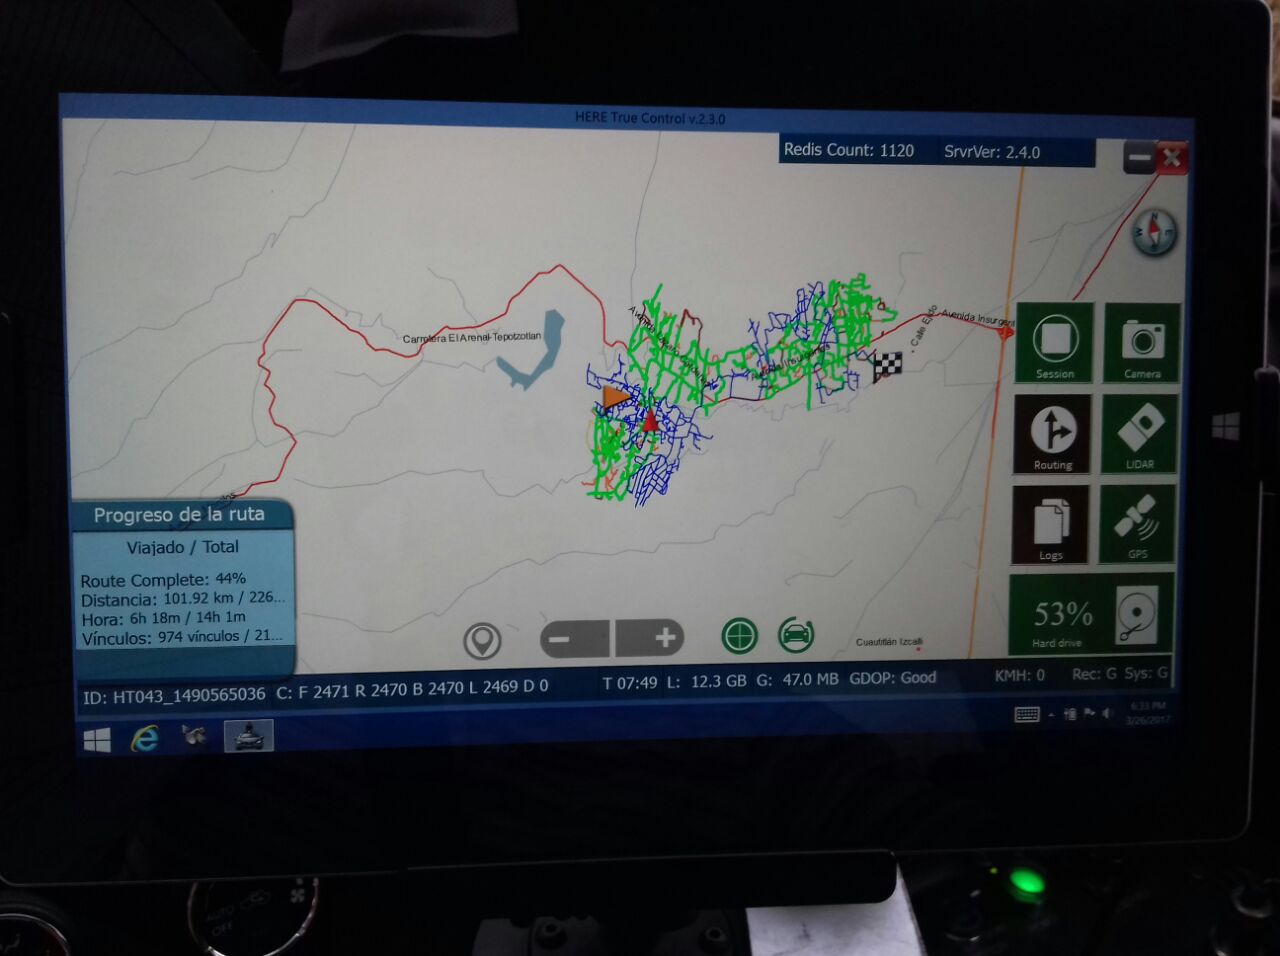 HERE True Control v.2.3.0
Redis Count: 1120 SrvrVer: 2.4.0
N
W E
Carretera El Arenal-Tepotzotlan
Avenida Insurgent
Calle Eldo
Session
Camera
Routing
LIDAR
Logs
GPS
53%
Hard drive
Progreso de la ruta
Viajado / Total
Route Complete: 44%
Distancia: 101.92 km / 226...
Hora: 6h 18m / 14h 1m
Vínculos: 974 vínculos / 21...
Cuautitlán Izcalli
ID: HT043_1490565036 C: F 2471 R 2470 B 2470 L 2469 D 0 T 07:49 L: 12.3 GB G: 47.0 MB GDOP: Good KMH: 0 Rec: G Sys: G
6:33 PM
3/26/2017
AUTO
OFF